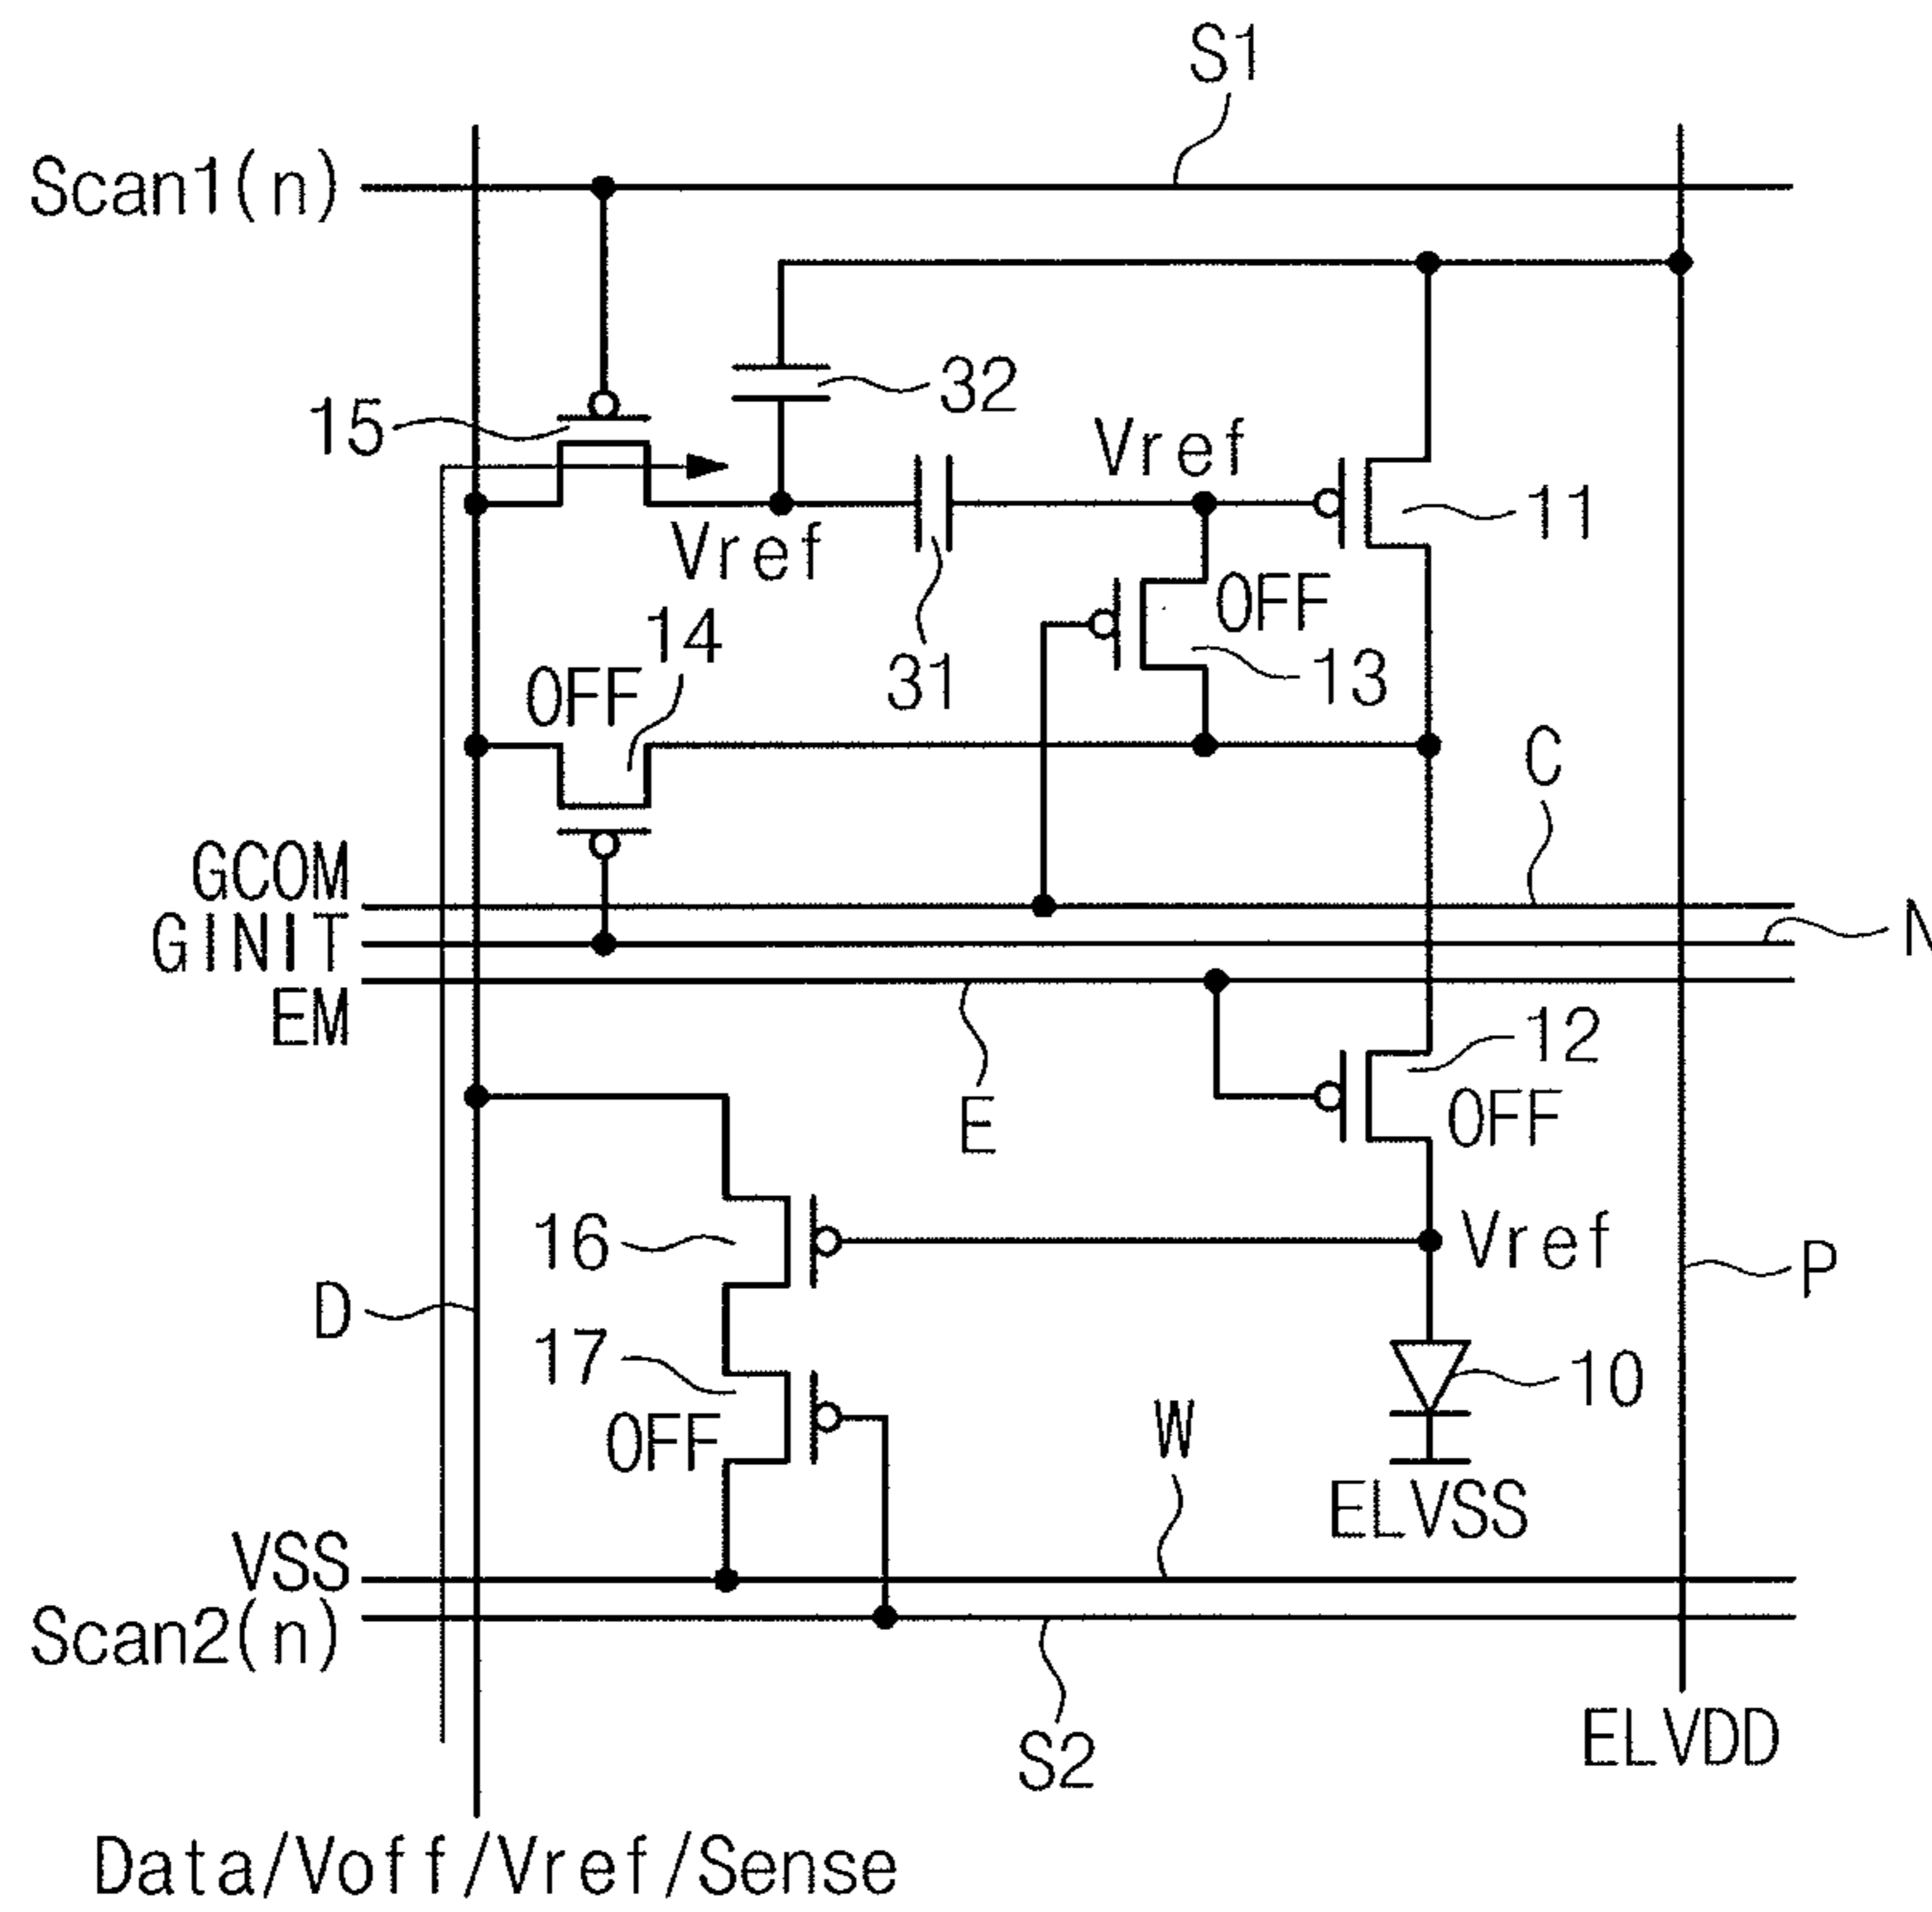 S1
Scan1(n)
32
15
Vref
11
Vref
OFF
14
31
13
OFF
C
GCOM
GINIT
N
EM
12
E
OFF
16
Vref
P
D
17
10
W
OFF
ELVSS
VSS
Scan2(n)
S2
ELVDD
Data/Voff/Vref/Sense